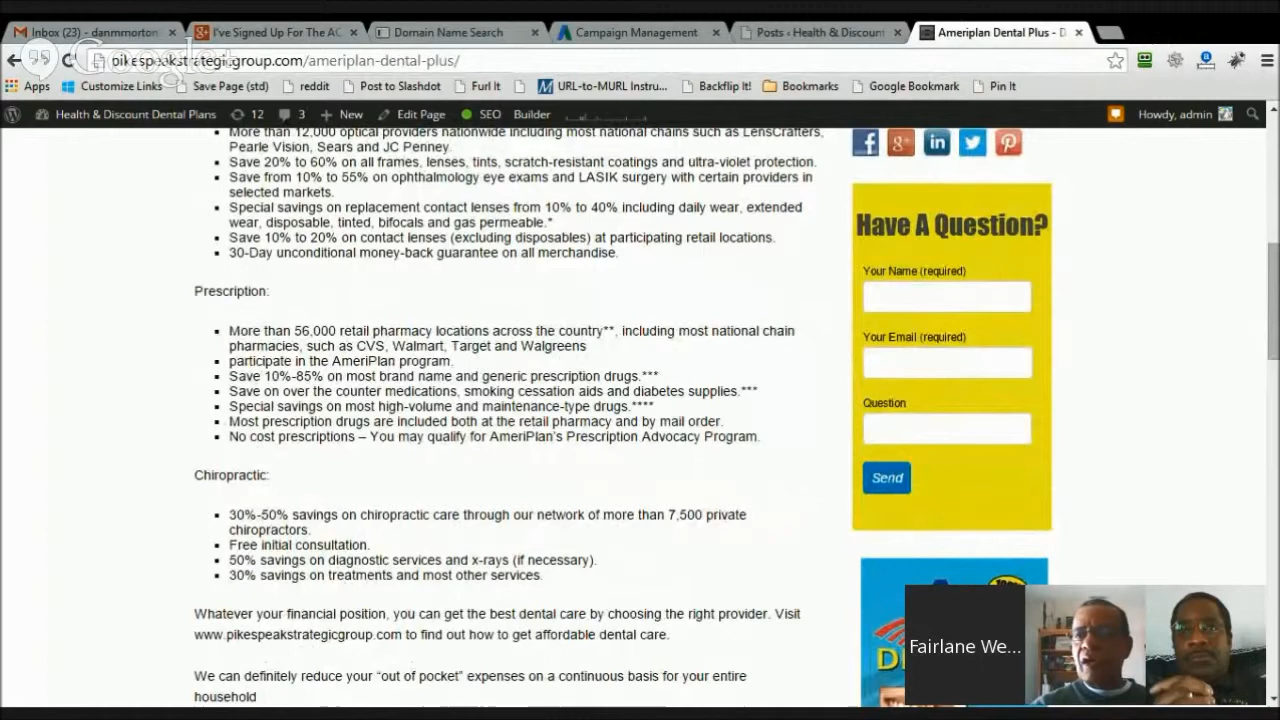 Inbox (23) - danmmorton
I've Signed Up For The AC
Domain Name Search
Campaign Management
Posts ‹ Health & Discount
Ameriplan Dental Plus - D
Google+
pikespeakstrategicgroup.com/ameriplan-dental-plus/
Apps
Customize Links
Save Page (std)
reddit
Post to Slashdot
Furl It
URL-to-MURL Instru...
Backflip It!
Bookmarks
Google Bookmark
Pin It
Health & Discount Dental Plans
12
3
New
Edit Page
SEO
Builder
Howdy, admin
More than 12,000 optical providers nationwide including most national chains such as LensCrafters,
Pearle Vision, Sears and JC Penney.
Save 20% to 60% on all frames, lenses, tints, scratch-resistant coatings and ultra-violet protection.
Save from 10% to 55% on ophthalmology eye exams and LASIK surgery with certain providers in
selected markets.
Special savings on replacement contact lenses from 10% to 40% including daily wear, extended
wear, disposable, tinted, bifocals and gas permeable.*
Save 10% to 20% on contact lenses (excluding disposables) at participating retail locations.
30-Day unconditional money-back guarantee on all merchandise.
Prescription:
More than 56,000 retail pharmacy locations across the country**, including most national chain
pharmacies, such as CVS, Walmart, Target and Walgreens
participate in the AmeriPlan program.
Save 10%-85% on most brand name and generic prescription drugs.***
Save on over the counter medications, smoking cessation aids and diabetes supplies.***
Special savings on most high-volume and maintenance-type drugs.****
Most prescription drugs are included both at the retail pharmacy and by mail order.
No cost prescriptions – You may qualify for AmeriPlan's Prescription Advocacy Program.
Chiropractic:
30%-50% savings on chiropractic care through our network of more than 7,500 private
chiropractors.
Free initial consultation.
50% savings on diagnostic services and x-rays (if necessary).
30% savings on treatments and most other services.
Whatever your financial position, you can get the best dental care by choosing the right provider. Visit
www.pikespeakstrategicgroup.com to find out how to get affordable dental care.
We can definitely reduce your "out of pocket" expenses on a continuous basis for your entire
household
Have A Question?
Your Name (required)
Your Email (required)
Question
Send
Fairlane We...